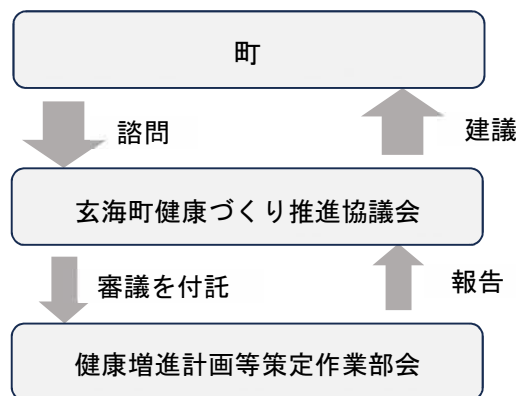 町
諮問
建議
玄海町健康づくり推進協議会
審議を付託
報告
健康増進計画等策定作業部会